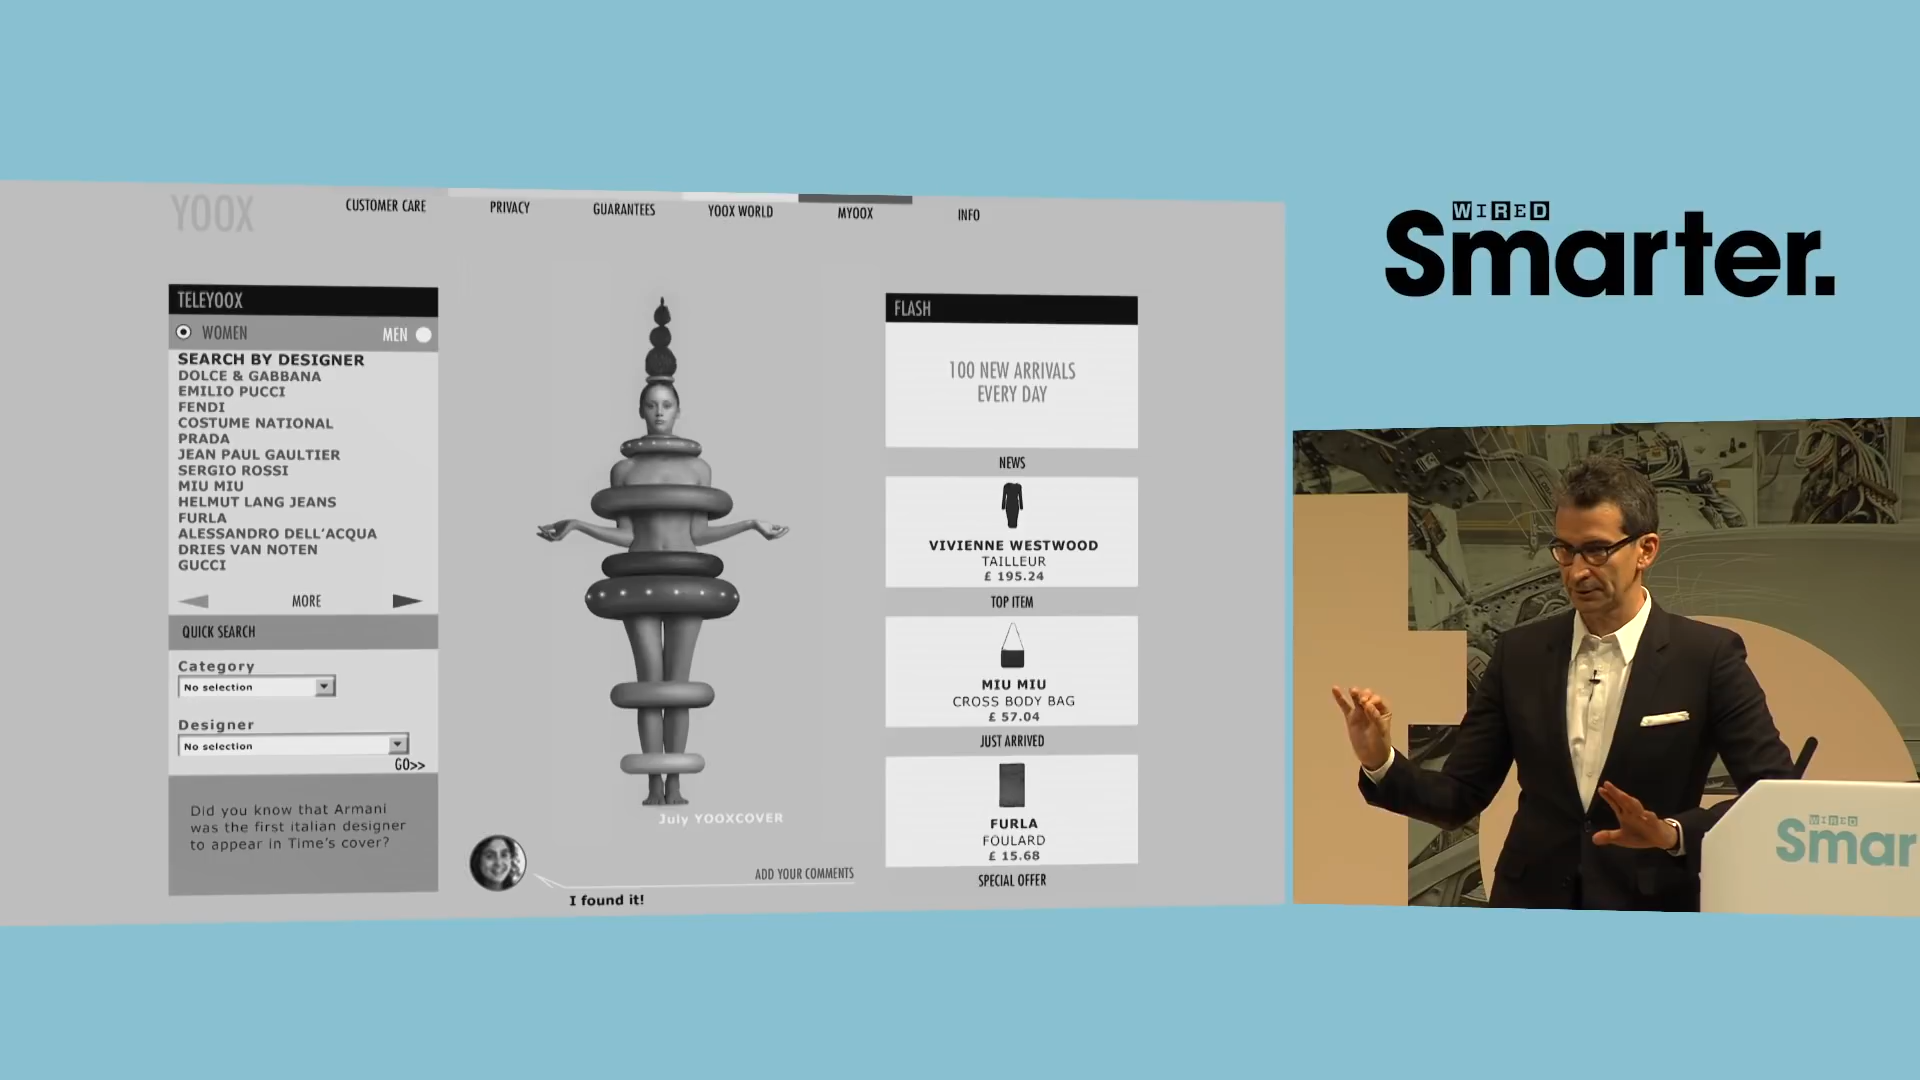 YOOX
CUSTOMER CARE
PRIVACY
GUARANTEES
YOOX WORLD
MYOOX
INFO
TELEYOOX
WOMEN
MEN
SEARCH BY DESIGNER
DOLCE & GABBANA
EMILIO PUCCI
FENDI
COSTUME NATIONAL
PRADA
JEAN PAUL GAULTIER
SERGIO ROSSI
MIU MIU
HELMUT LANG JEANS
FURLA
ALESSANDRO DELL'ACQUA
DRIES VAN NOTEN
GUCCI
MORE
QUICK SEARCH
Category
No selection
Designer
No selection
GO>>
Did you know that Armani
was the first italian designer
to appear in Time's cover?
July YOOXCOVER
ADD YOUR COMMENTS
I found it!
FLASH
100 NEW ARRIVALS
EVERY DAY
NEWS
VIVIENNE WESTWOOD
TAILLEUR
£ 195.24
TOP ITEM
MIU MIU
CROSS BODY BAG
£ 57.04
JUST ARRIVED
FURLA
FOULARD
£ 15.68
SPECIAL OFFER
WIRED
Smarter.
WIRED
Smar